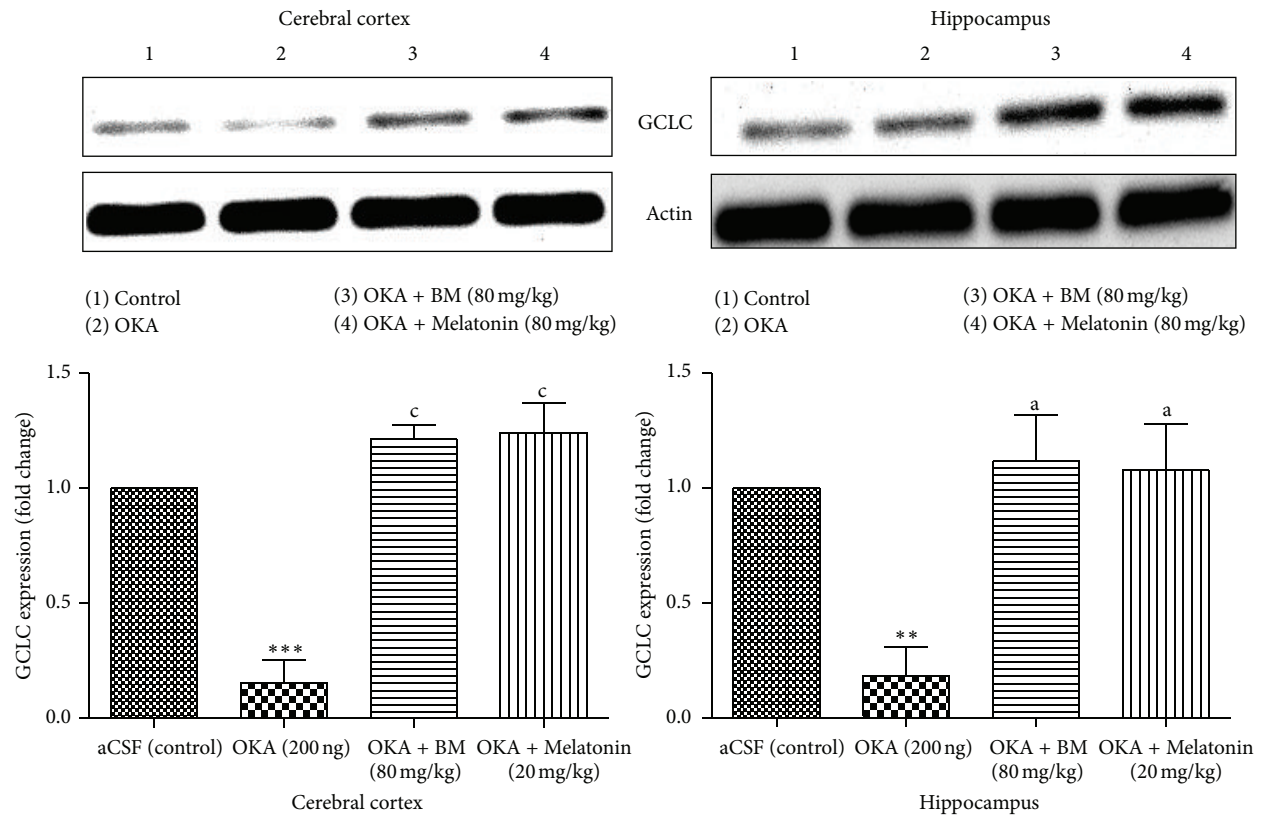 Cerebral cortex
1 2 3 4
Hippocampus
1 2 3 4
GCLC
Actin
(1) Control
(2) OKA
(3) OKA + BM (80 mg/kg)
(4) OKA + Melatonin (80 mg/kg)
(1) Control
(2) OKA
(3) OKA + BM (80 mg/kg)
(4) OKA + Melatonin (80 mg/kg)
GCLC expression (fold change)
1.5
1.0
0.5
0.0
***
c
c
aCSF (control)
OKA (200 ng)
OKA + BM
(80 mg/kg)
OKA + Melatonin
(20 mg/kg)
Cerebral cortex
GCLC expression (fold change)
1.5
1.0
0.5
0.0
**
a
a
aCSF (control)
OKA (200 ng)
OKA + BM
(80 mg/kg)
OKA + Melatonin
(20 mg/kg)
Hippocampus